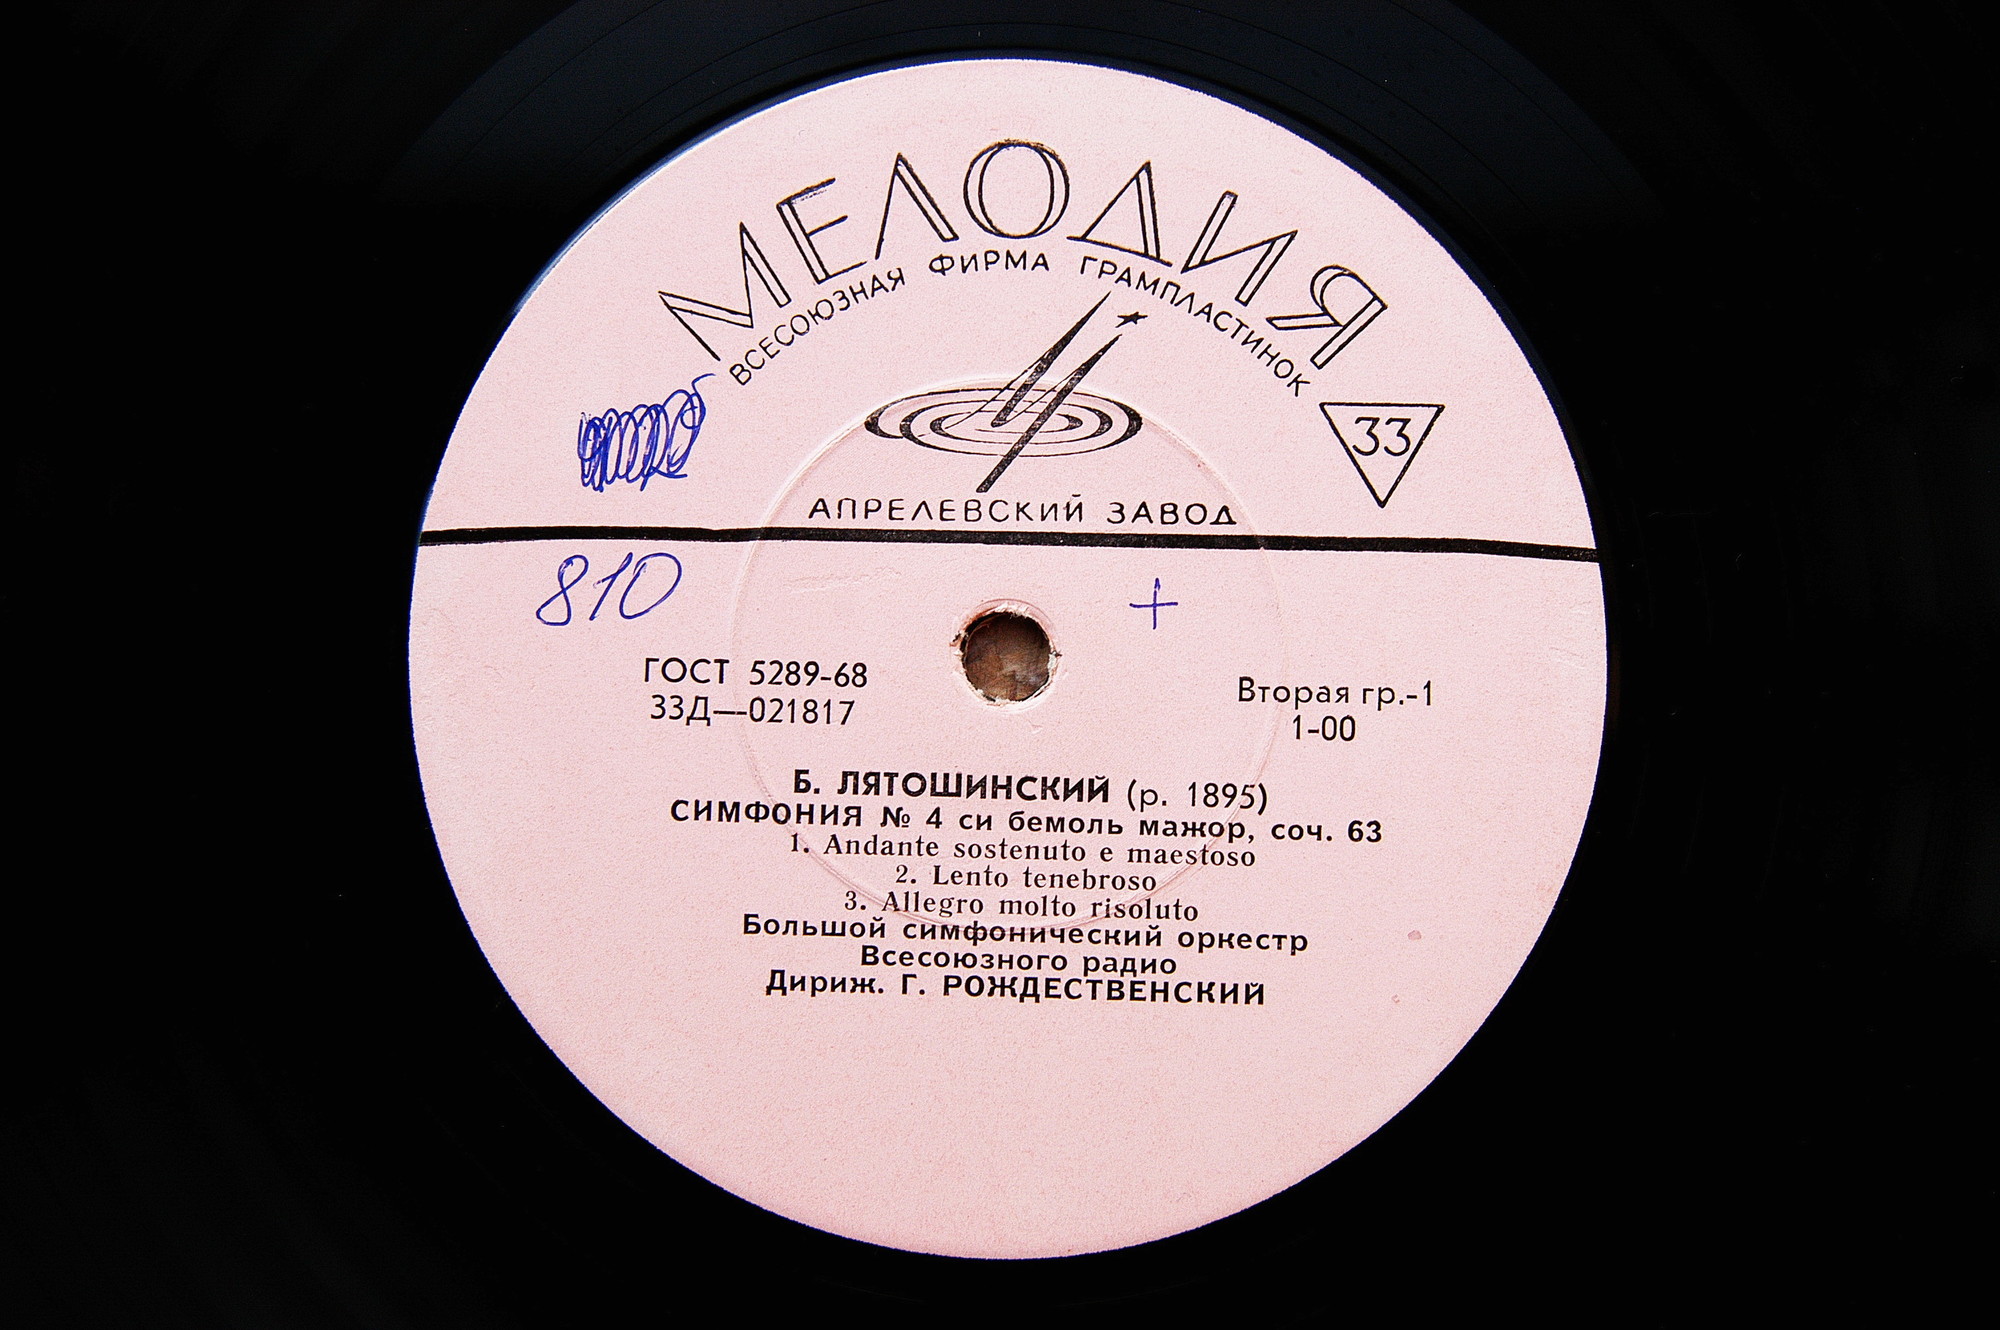 МЕЛОДИЯ
ВСЕСОЮЗНАЯ ФИРМА ГРАМПЛАСТИНОК
33
АПРЕЛЕВСКИЙ ЗАВОД
810
+
ГОСТ 5289-68
33Д—021817
Вторая гр.-1
1-00
Б. ЛЯТОШИНСКИЙ (р. 1895)
СИМФОНИЯ № 4 си бемоль мажор, соч. 63
1. Andante sostenuto e maestoso
2. Lento tenebroso
3. Allegro molto risoluto
Большой симфонический оркестр
Всесоюзного радио
Дириж. Г. РОЖДЕСТВЕНСКИЙ